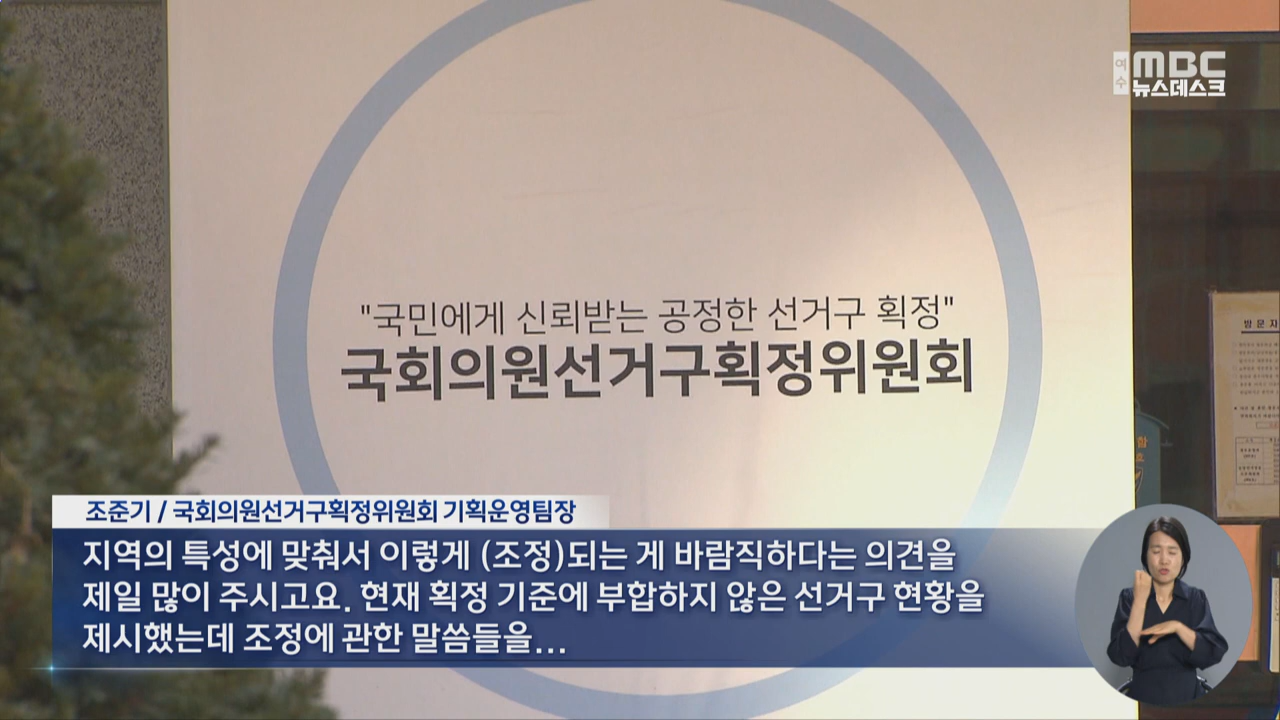 여수 MBC
뉴스데스크
"국민에게 신뢰받는 공정한 선거구 획정"
국회의원선거구획정위원회
방문자
조준기 / 국회의원선거구획정위원회 기획운영팀장
지역의 특성에 맞춰서 이렇게 (조정)되는 게 바람직하다는 의견을
제일 많이 주시고요. 현재 획정 기준에 부합하지 않은 선거구 현황을
제시했는데 조정에 관한 말씀들을...